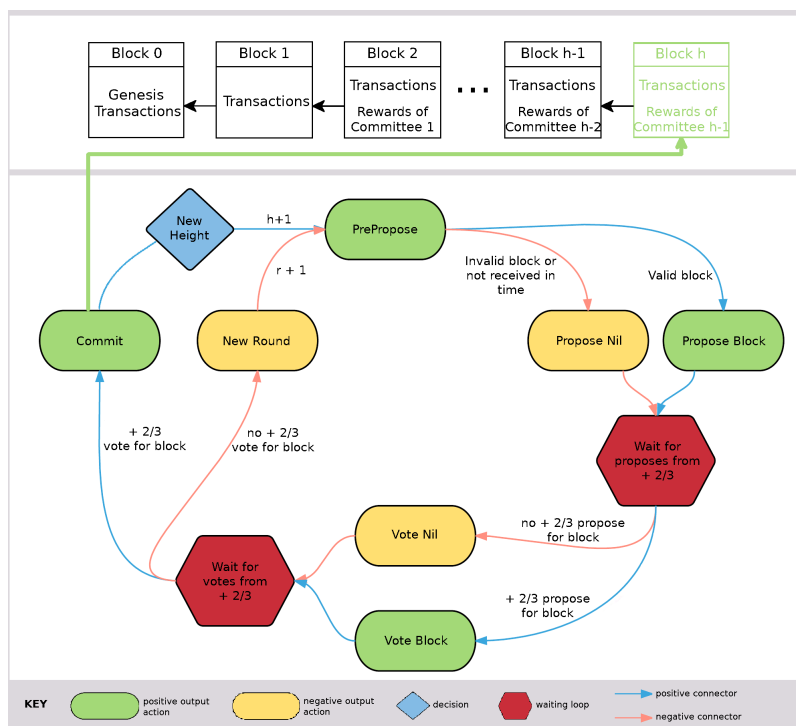 Block 0
Genesis
Transactions
Block 1
Transactions
Block 2
Transactions
Rewards of
Committee 1
...
Block h-1
Transactions
Rewards of
Committee h-2
Block h
Transactions
Rewards of
Committee h-1
New
Height
h+1
PrePropose
r + 1
Invalid block or
not received in
time
Valid block
Commit
New Round
Propose Nil
Propose Block
+ 2/3
vote for block
no + 2/3
vote for block
Wait for
proposes from
+ 2/3
Vote Nil
no + 2/3 propose
for block
Wait for
votes from
+ 2/3
+ 2/3 propose
for block
Vote Block
KEY
positive output
action
negative output
action
decision
waiting loop
positive connector
negative connector